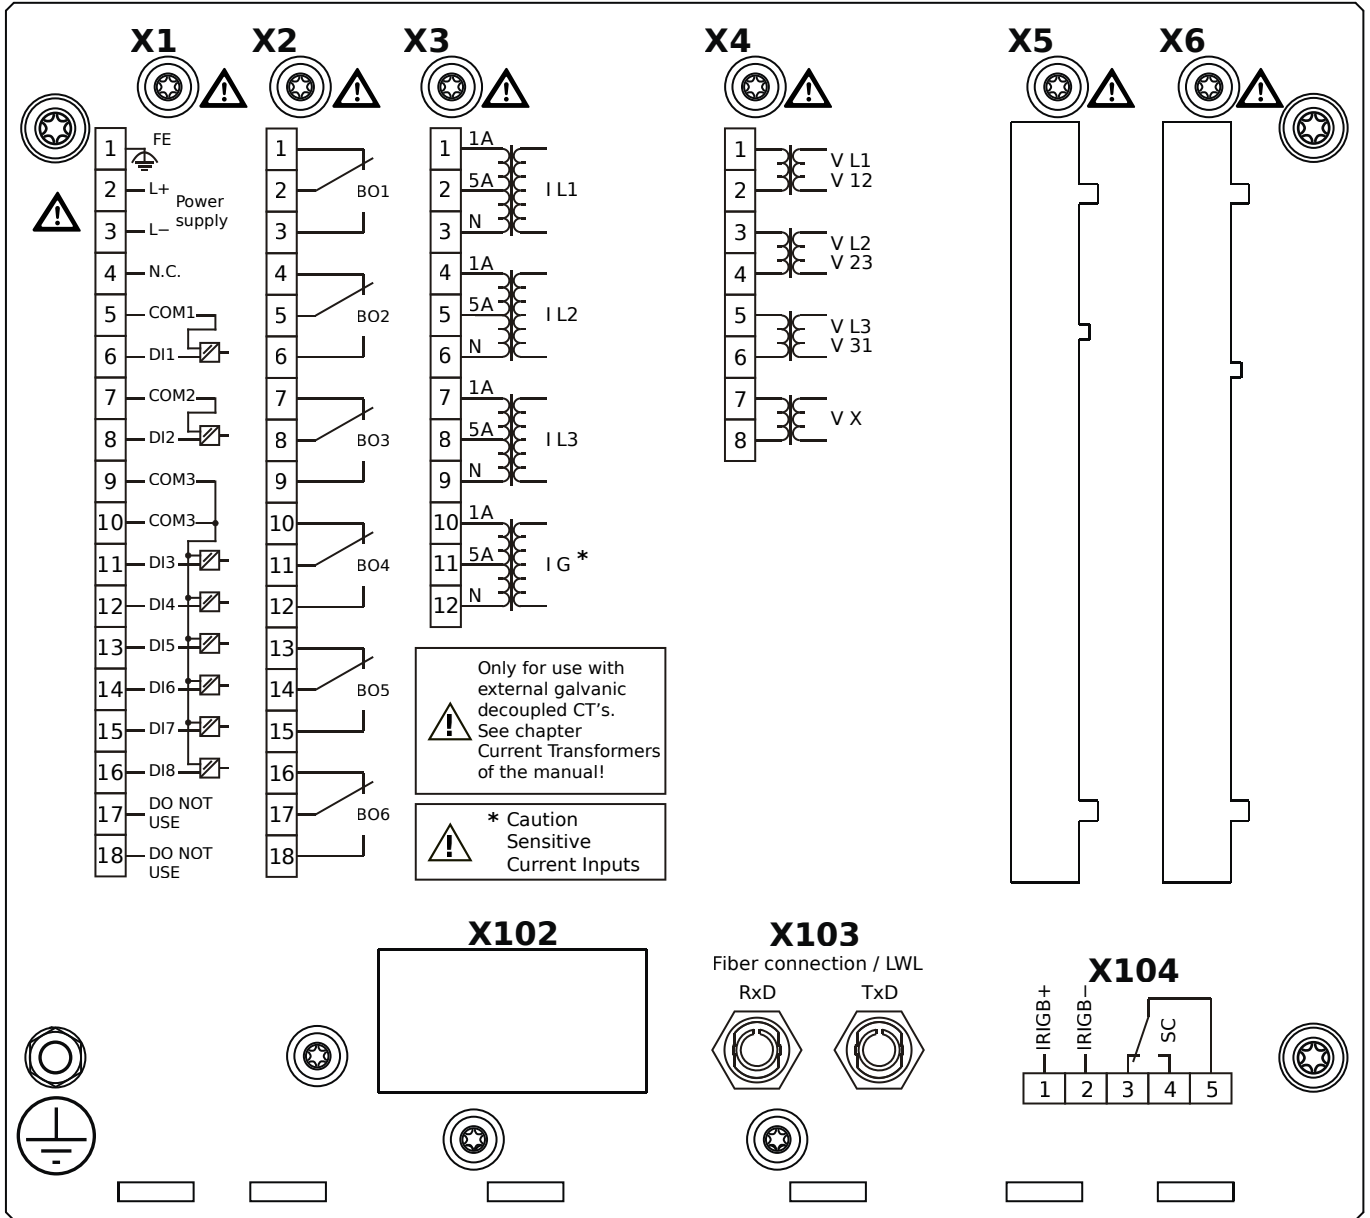 X1
X2
X3
X4
X5
X6
1 FE
2 L+
Power
supply
3 L−
4 N.C.
5 COM1
6 DI1
7 COM2
8 DI2
9 COM3
10 COM3
11 DI3
12 DI4
13 DI5
14 DI6
15 DI7
16 DI8
17 DO NOT
USE
18 DO NOT
USE
1
2 BO1
3
4
5 BO2
6
7
8 BO3
9
10
11 BO4
12
13
14 BO5
15
16
17 BO6
18
1 1A
2 5A I L1
3 N
4 1A
5 5A I L2
6 N
7 1A
8 5A I L3
9 N
10 1A
11 5A I G *
12 N
1 V L1
2 V 12
3 V L2
4 V 23
5 V L3
6 V 31
7 V X
8
Only for use with
external galvanic
decoupled CT's.
See chapter
Current Transformers
of the manual!
* Caution
Sensitive
Current Inputs
X102
X103
Fiber connection / LWL
RxD
TxD
X104
IRIGB+
IRIGB−
SC
1 2 3 4 5